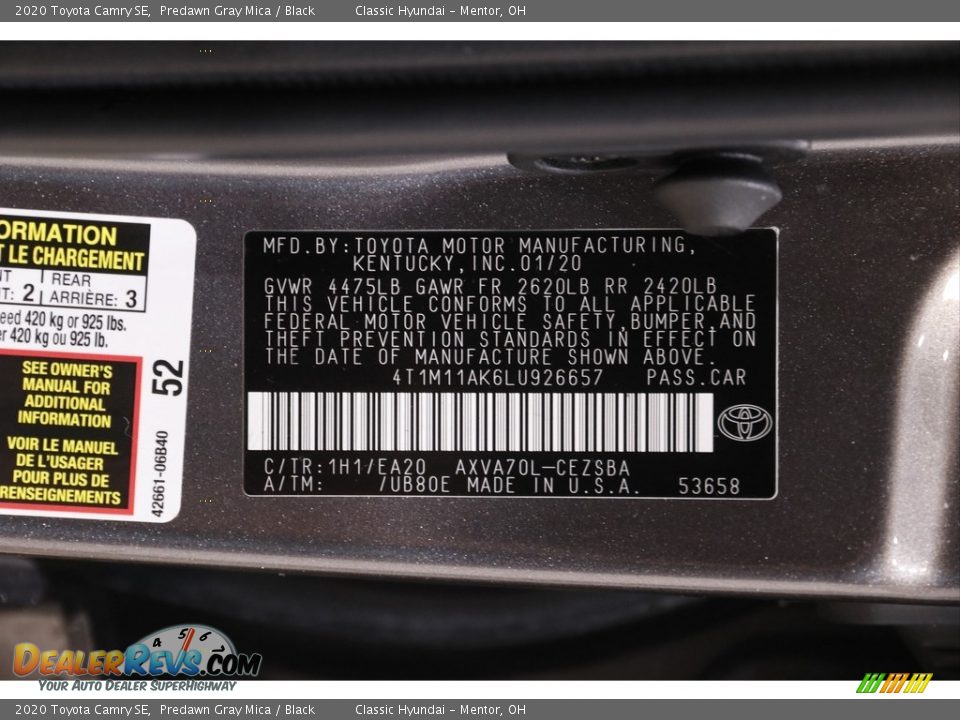 2020 Toyota Camry SE, Predawn Gray Mica / Black Classic Hyundai - Mentor, OH
ORMATION
T LE CHARGEMENT
NT
T: 2
REAR
ARRIÈRE: 3
eed 420 kg or 925 lbs.
er 420 kg ou 925 lb.
SEE OWNER'S
MANUAL FOR
ADDITIONAL
INFORMATION
VOIR LE MANUEL
DE L'USAGER
POUR PLUS DE
RENSEIGNEMENTS
52
42661-06B40
MFD. BY: TOYOTA MOTOR MANUFACTURING,
KENTUCKY, INC. 01/20
GVWR 4475LB GAWR FR 2620LB RR 2420LB
THIS VEHICLE CONFORMS TO ALL APPLICABLE
FEDERAL MOTOR VEHICLE SAFETY, BUMPER, AND
THEFT PREVENTION STANDARDS IN EFFECT ON
THE DATE OF MANUFACTURE SHOWN ABOVE.
4T1M11AK6LU926657 PASS.CAR
C/TR: 1H1/EA20 AXVA70L-CEZSBA
A/TM: /UB80E MADE IN U.S.A. 53658
4 5 6
DEALERREVS.COM
YOUR AUTO DEALER SUPERHIGHWAY
2020 Toyota Camry SE, Predawn Gray Mica / Black Classic Hyundai - Mentor, OH